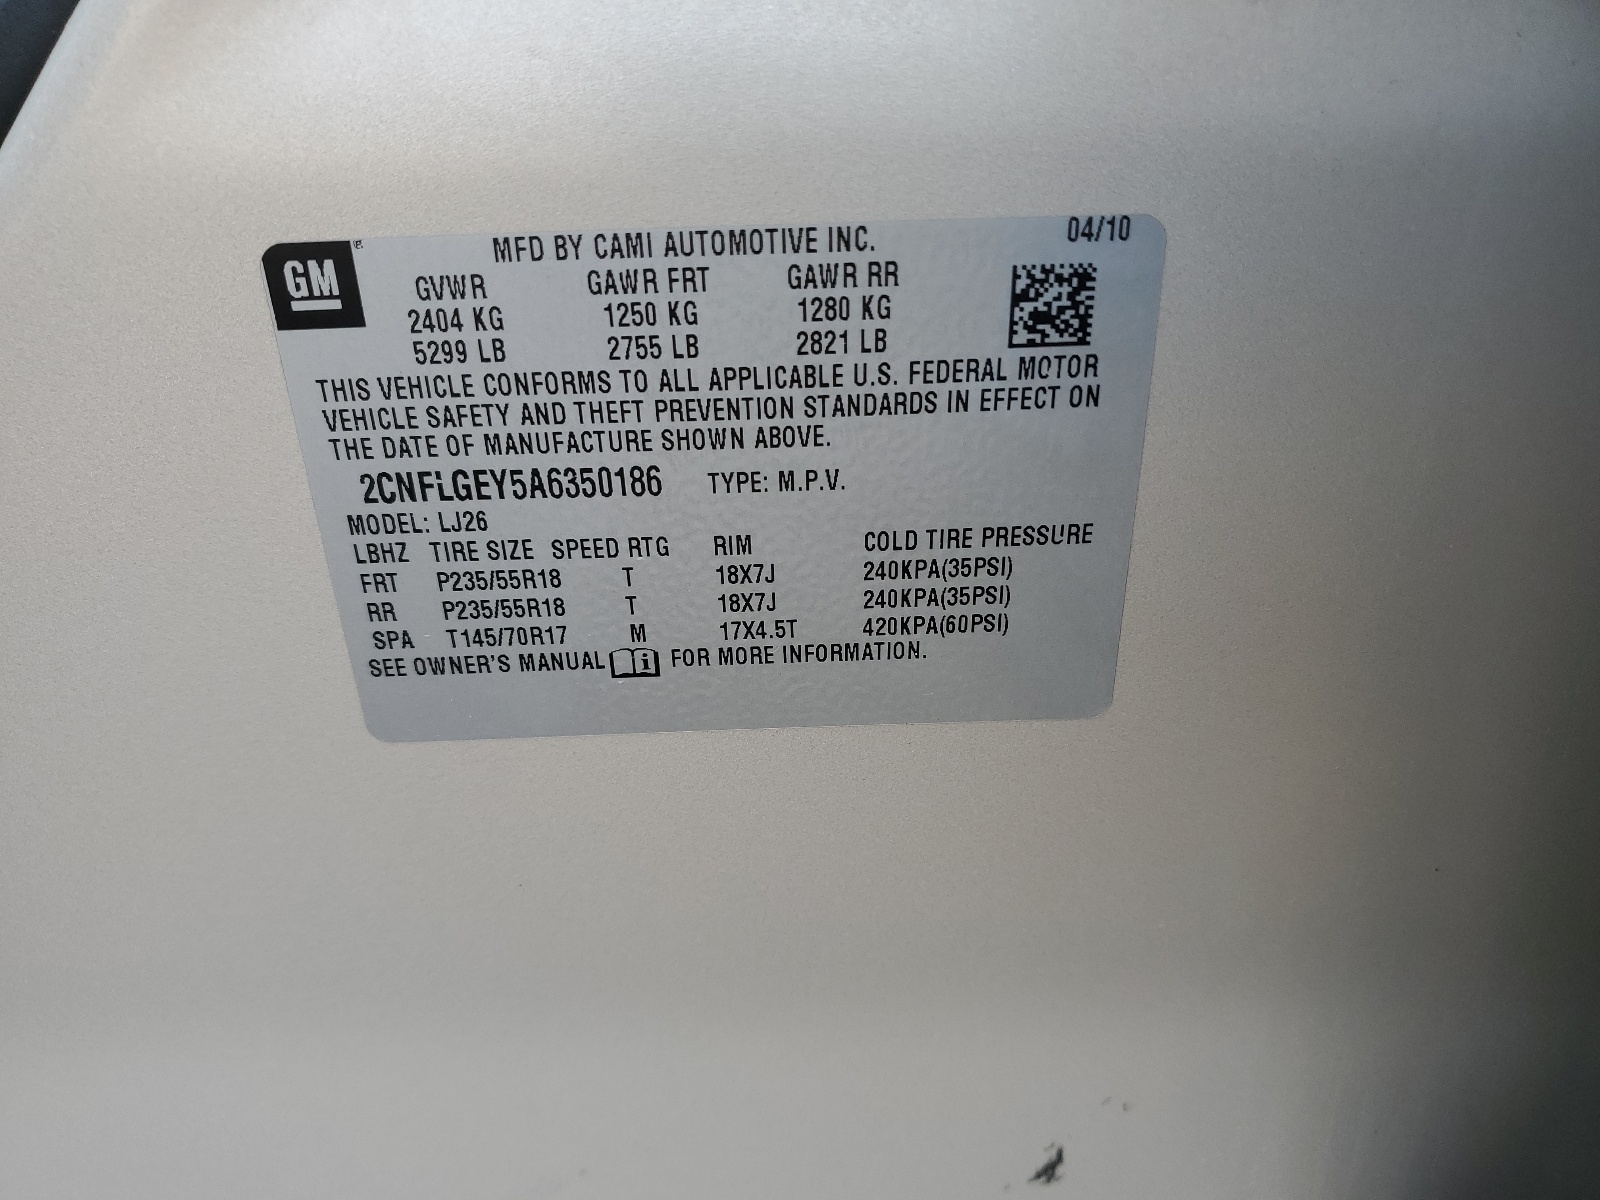 GM
MFD BY CAMI AUTOMOTIVE INC. 04/10
GVWR GAWR FRT GAWR RR
2404 KG 1250 KG 1280 KG
5299 LB 2755 LB 2821 LB
THIS VEHICLE CONFORMS TO ALL APPLICABLE U.S. FEDERAL MOTOR
VEHICLE SAFETY AND THEFT PREVENTION STANDARDS IN EFFECT ON
THE DATE OF MANUFACTURE SHOWN ABOVE.
2CNFLGEY5A6350186 TYPE: M.P.V.
MODEL: LJ26
LBHZ TIRE SIZE SPEED RTG RIM COLD TIRE PRESSURE
FRT P235/55R18 T 18X7J 240KPA(35PSI)
RR P235/55R18 T 18X7J 240KPA(35PSI)
SPA T145/70R17 M 17X4.5T 420KPA(60PSI)
SEE OWNER'S MANUAL i FOR MORE INFORMATION.